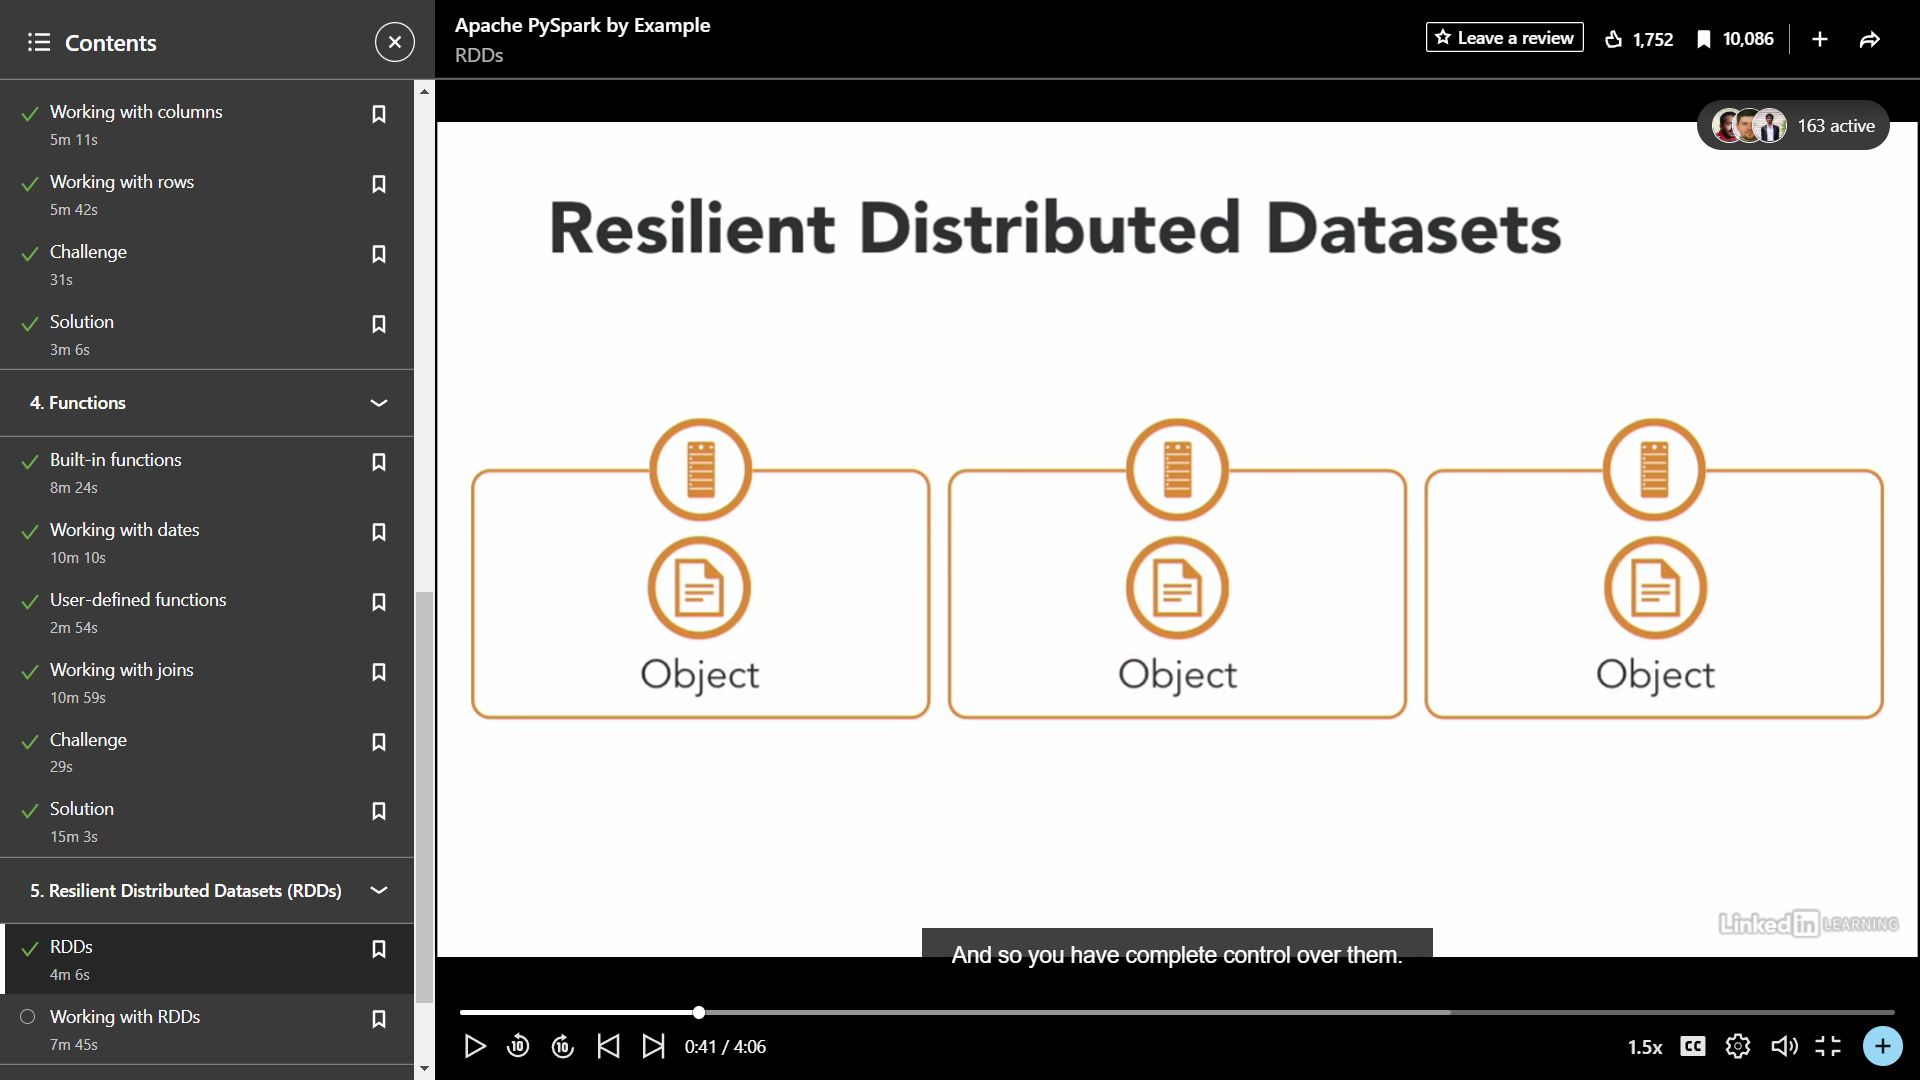 Contents
Working with columns
5m 11s
Working with rows
5m 42s
Challenge
31s
Solution
3m 6s
4. Functions
Built-in functions
8m 24s
Working with dates
10m 10s
User-defined functions
2m 54s
Working with joins
10m 59s
Challenge
29s
Solution
15m 3s
5. Resilient Distributed Datasets (RDDs)
RDDs
4m 6s
Working with RDDs
7m 45s
Apache PySpark by Example
RDDs
Leave a review
1,752
10,086
163 active
Resilient Distributed Datasets
Object
Object
Object
Linked in LEARNING
And so you have complete control over them.
10
10
0:41 / 4:06
1.5x
CC